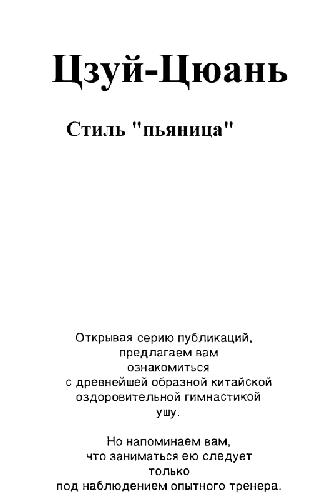 Цзуй-Цюань
Стиль "пьяница"
Открывая серию публикаций,
предлагаем вам
ознакомиться
с древнейшей образной китайской
оздоровительной гимнастикой
ушу.
Но напоминаем вам,
что заниматься ею следует
только
под наблюдением опытного тренера.